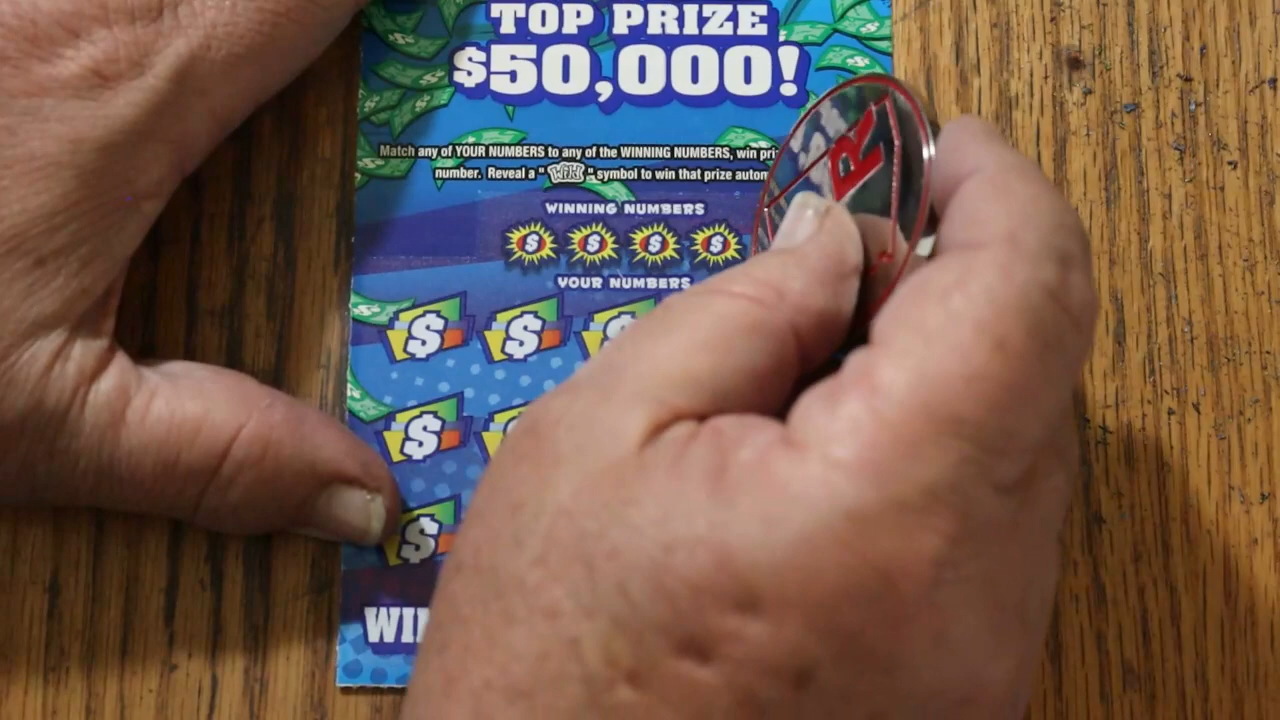 TOP PRIZE
$50,000!
Match any of YOUR NUMBERS to any of the WINNING NUMBERS, win
number. Reveal a "Wild" symbol to win that prize
WINNING NUMBERS
$ $ $ $
YOUR NUMBERS
$ $ $
$
$
R